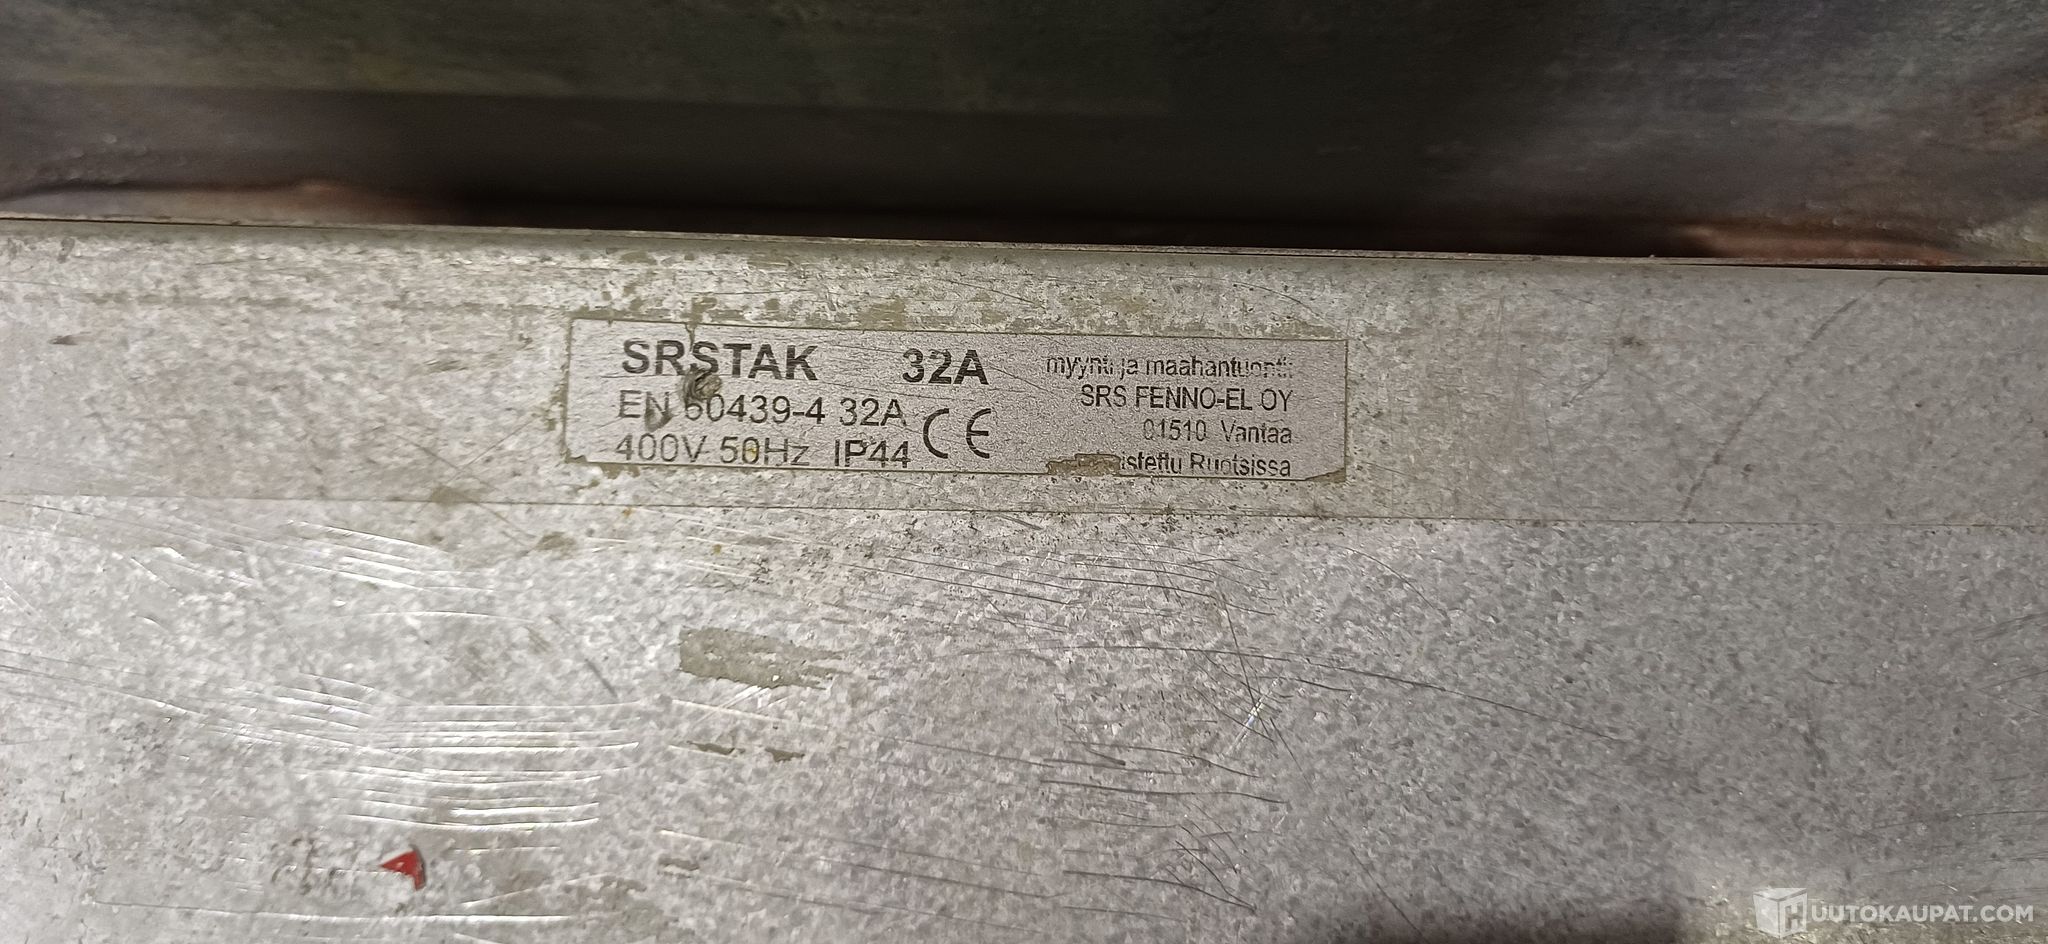 SRSTAK 32A
EN 60439-4 32A
400V 50Hz IP44 CE
myynti ja maahantuonti:
SRS FENNO-EL OY
01510 Vantaa
Ruotsissa
HUUTOKAUPAT.COM